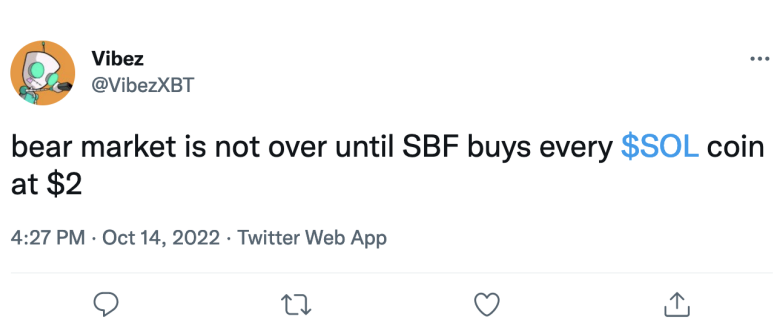 Vibez
@VibezXBT
bear market is not over until SBF buys every $SOL coin
at $2
4:27 PM · Oct 14, 2022 · Twitter Web App